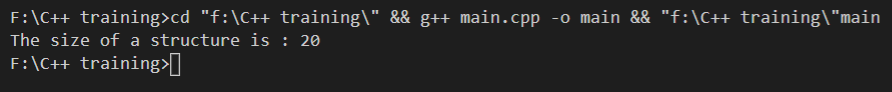 F:\C++ training>cd "f:\C++ training\" && g++ main.cpp -o main && "f:\C++ training\"main
The size of a structure is : 20
F:\C++ training>